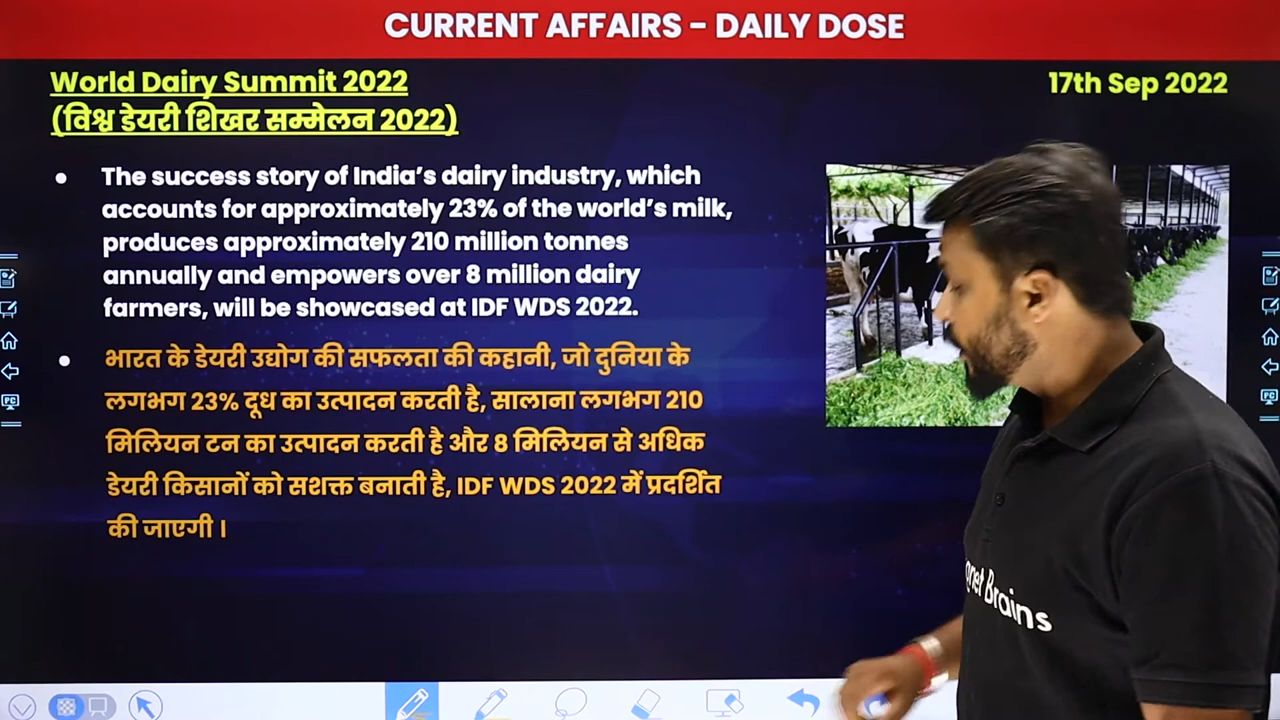 CURRENT AFFAIRS – DAILY DOSE
World Dairy Summit 2022
17th Sep 2022
(विश्व डेयरी शिखर सम्मेलन 2022)
• The success story of India's dairy industry, which
accounts for approximately 23% of the world's milk,
produces approximately 210 million tonnes
annually and empowers over 8 million dairy
farmers, will be showcased at IDF WDS 2022.
• भारत के डेयरी उद्योग की सफलता की कहानी, जो दुनिया के
लगभग 23% दूध का उत्पादन करती है, सालाना लगभग 210
मिलियन टन का उत्पादन करती है और 8 मिलियन से अधिक
डेयरी किसानों को सशक्त बनाती है, IDF WDS 2022 में प्रदर्शित
की जाएगी ।
PC
PC
Brains